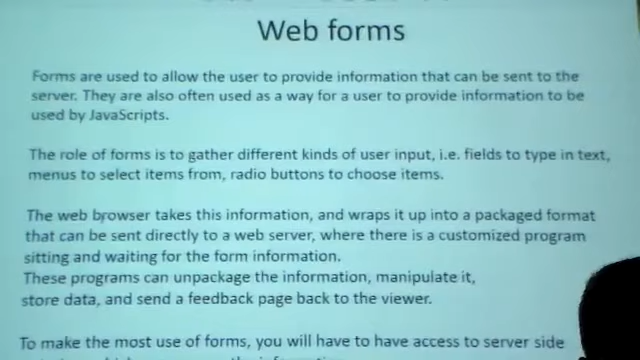 Web forms
Forms are used to allow the user to provide information that can be sent to the
server. They are also often used as a way for a user to provide information to be
used by JavaScripts.
The role of forms is to gather different kinds of user input, i.e. fields to type in text,
menus to select items from, radio buttons to choose items.
The web browser takes this information, and wraps it up into a packaged format
that can be sent directly to a web server, where there is a customized program
sitting and waiting for the form information.
These programs can unpackage the information, manipulate it,
store data, and send a feedback page back to the viewer.
To make the most use of forms, you will have to have access to server side